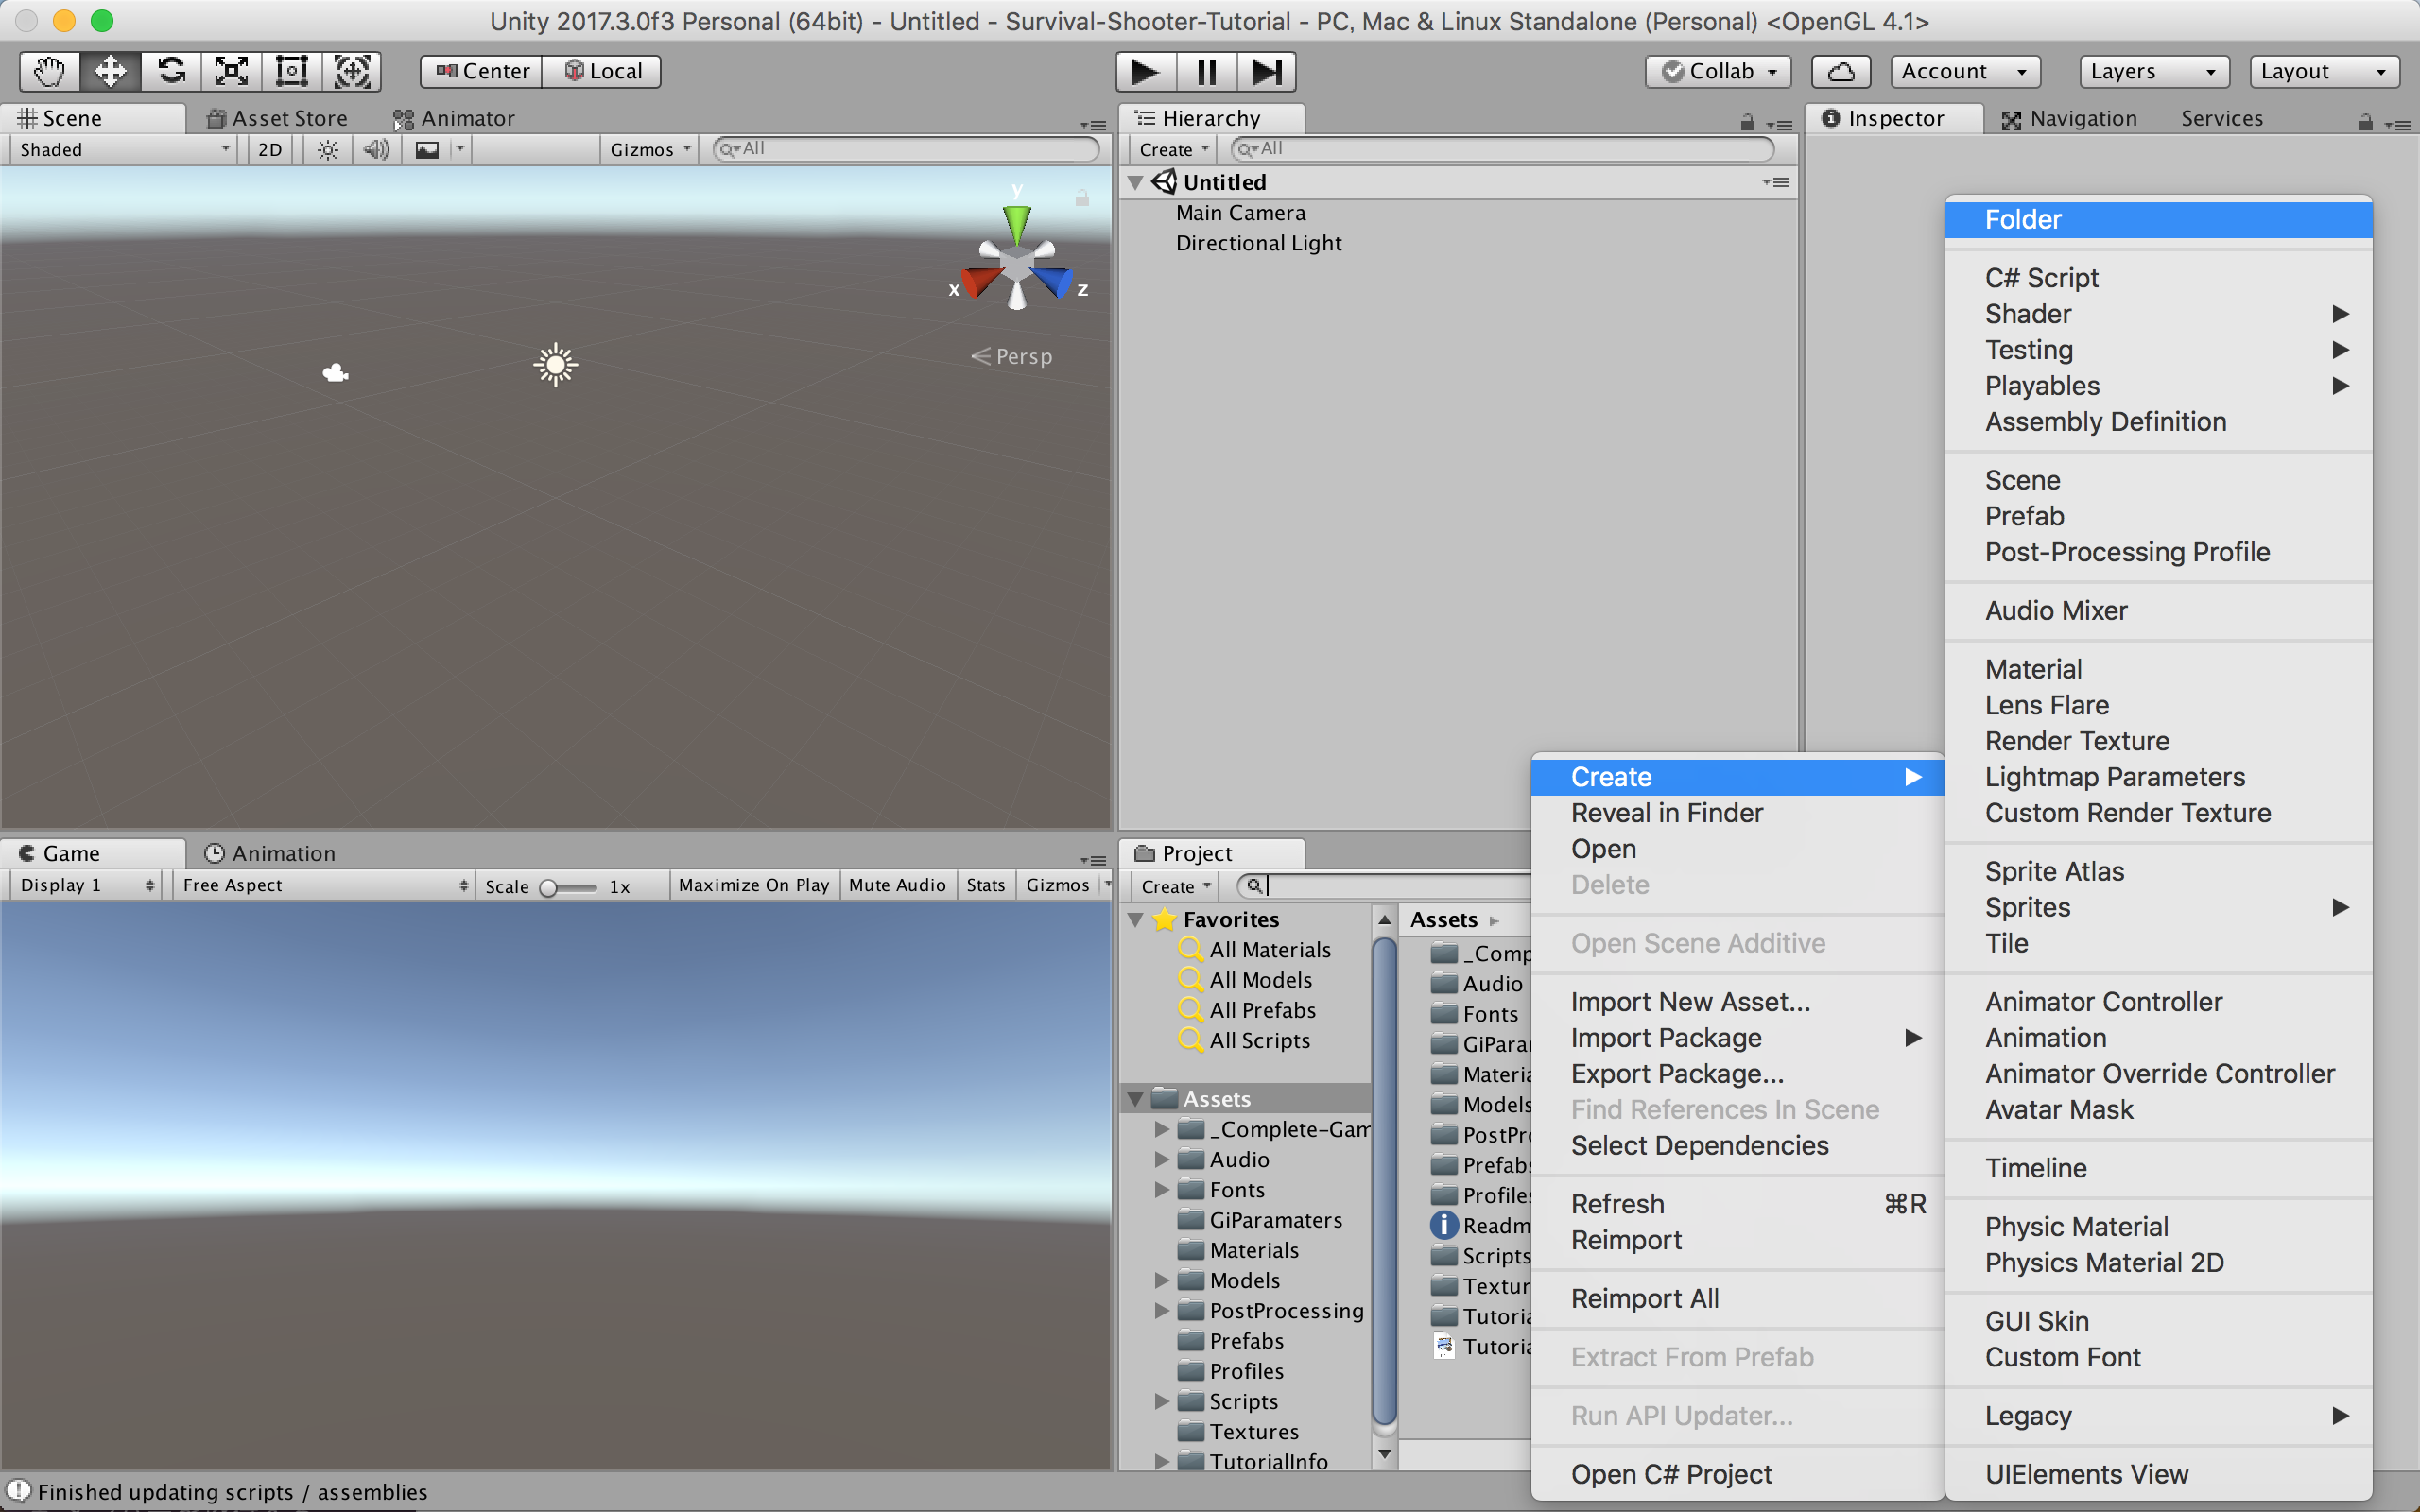 Unity 2017.3.0f3 Personal (64bit) - Untitled - Survival-Shooter-Tutorial - PC, Mac & Linux Standalone (Personal) <OpenGL 4.1>
Center Local Collab Account Layers Layout
Scene Asset Store Animator
Shaded 2D Gizmos All
y
x z
Persp
Hierarchy
Create All
Untitled
Main Camera
Directional Light
Inspector Navigation Services
Game Animation
Display 1 Free Aspect Scale 1x Maximize On Play Mute Audio Stats Gizmos
Project
Create
Favorites
All Materials
All Models
All Prefabs
All Scripts
Assets
_Complete-Gam
Audio
Fonts
GiParamaters
Materials
Models
PostProcessing
Prefabs
Profiles
Scripts
Textures
TutorialInfo
Assets
_Comp
Audio
Fonts
GiParar
Materia
Models
PostPro
Prefabs
Profiles
Readm
Scripts
Textur
Tutoria
Tutoria
Create
Reveal in Finder
Open
Delete
Open Scene Additive
Import New Asset...
Import Package
Export Package...
Find References In Scene
Select Dependencies
Refresh ⌘R
Reimport
Reimport All
Extract From Prefab
Run API Updater...
Open C# Project
Folder
C# Script
Shader
Testing
Playables
Assembly Definition
Scene
Prefab
Post-Processing Profile
Audio Mixer
Material
Lens Flare
Render Texture
Lightmap Parameters
Custom Render Texture
Sprite Atlas
Sprites
Tile
Animator Controller
Animation
Animator Override Controller
Avatar Mask
Timeline
Physic Material
Physics Material 2D
GUI Skin
Custom Font
Legacy
UIElements View
Finished updating scripts / assemblies